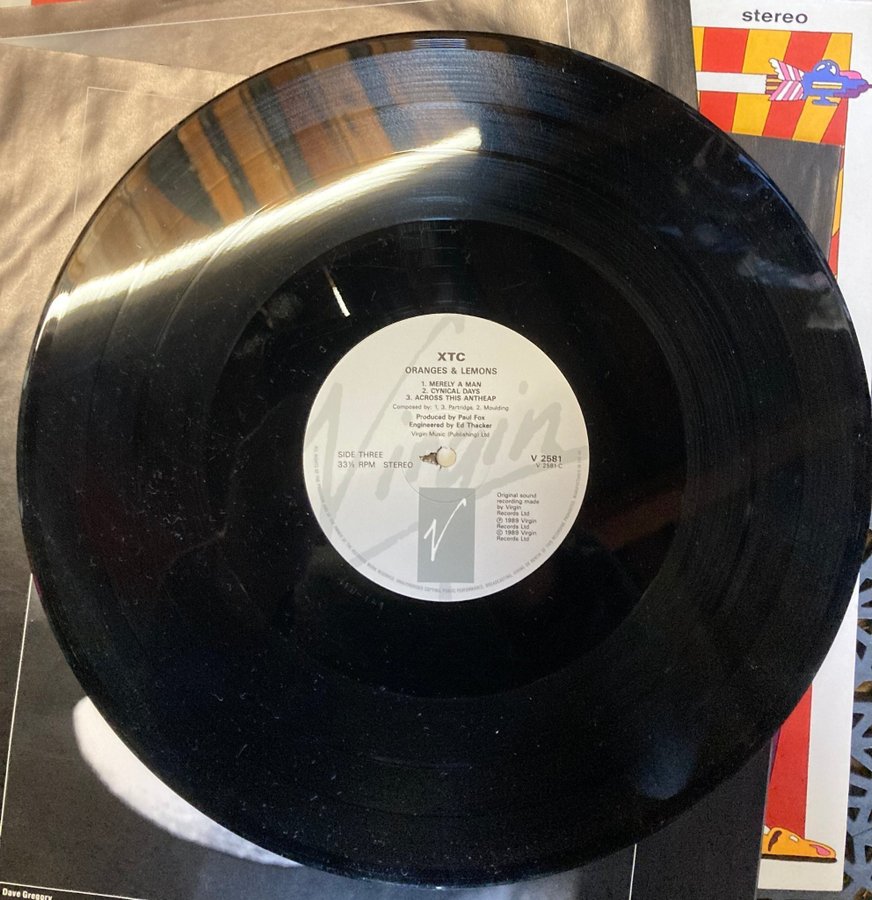 stereo
Virgin
XTC
ORANGES & LEMONS
1. MERELY A MAN
2. CYNICAL DAYS
3. ACROSS THIS ANTHEAP
Composed by: 1, 3. Partridge. 2. Moulding
Produced by Paul Fox
Engineered by Ed Thacker
Virgin Music (Publishing) Ltd
SIDE THREE
33⅓ RPM STEREO
V 2581
V 2581-C
Original sound
recording made
by Virgin
Records Ltd
℗ 1989 Virgin
Records Ltd
© 1989 Virgin
Records Ltd
V
Dave Gregory